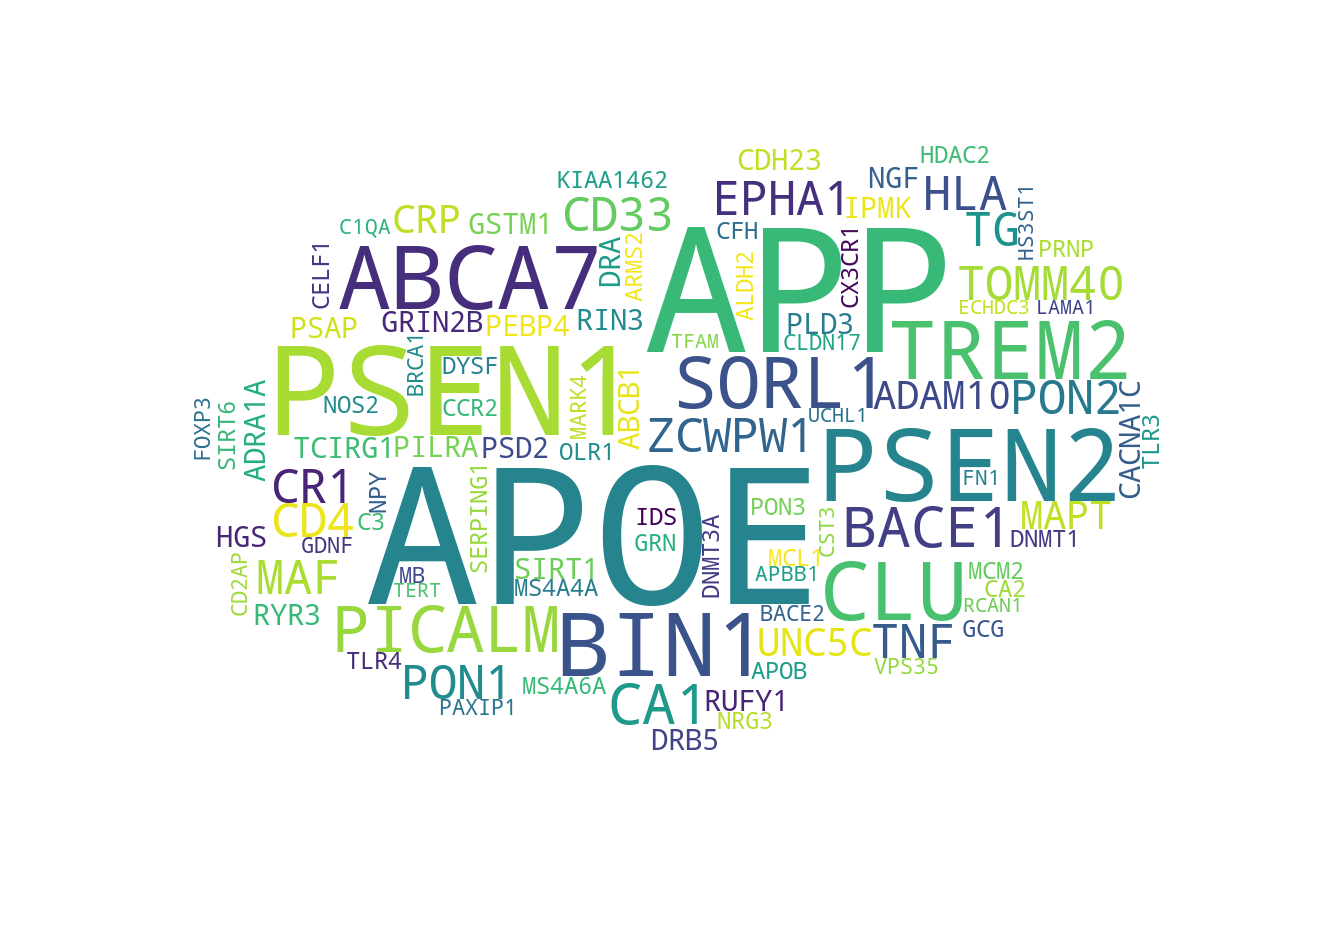 HDAC2
CDH23
NGF
KIAA1462
EPHA1
IPMK
HLA
HS3ST1
C1QA
CRP
GSTM1
CD33
CFH
CX3CR1
TG
PRNP
CELF1
ABCA7
DRA
ARMS2
APP
ALDH2
TOMM40
ECHDC3
LAMA1
PSAP
GRIN2B
PEBP4
RIN3
PLD3
TFAM
CLDN17
TREM2
PSEN1
BRCA1
DYSF
SORL1
ADAM10
PON2
CACNA1C
FOXP3
SIRT6
ADRA1A
NOS2
CCR2
MARK4
ABCB1
UCHL1
TLR3
TCIRG1
PILRA
PSD2
OLR1
ZCWPW1
PSEN2
FN1
CR1
NPY
SERPING1
APOE
IDS
GRN
DNMT3A
PON3
CST3
BACE1
MAPT
DNMT1
CD4
C3
HGS
GDNF
CD2AP
MAF
MB
TERT
SIRT1
MS4A4A
MCL1
APBB1
CLU
MCM2
CA2
RCAN1
RYR3
PICALM
BIN1
BACE2
UNC5C
TNF
GCG
TLR4
PON1
MS4A6A
APOB
VPS35
PAXIP1
CA1
RUFY1
NRG3
DRB5